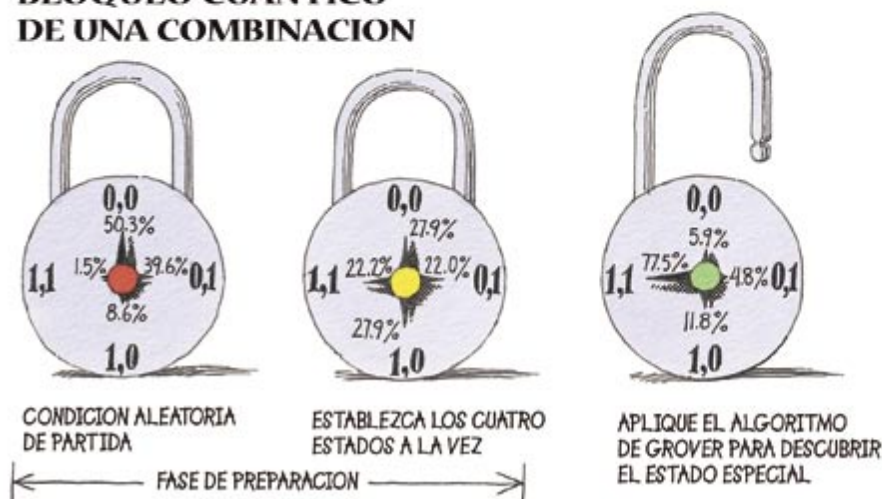 BLOQUEO CUANTICO
DE UNA COMBINACION
0,0
50.3%
1,1 1.5% 39.6% 0,1
8.6%
1,0
0,0
27.9%
1,1 22.2% 22.0% 0,1
27.9%
1,0
0,0
5.9%
1,1 77.5% 4.8% 0,1
11.8%
1,0
CONDICION ALEATORIA
DE PARTIDA
ESTABLEZCA LOS CUATRO
ESTADOS A LA VEZ
APLIQUE EL ALGORITMO
DE GROVER PARA DESCUBRIR
EL ESTADO ESPECIAL
FASE DE PREPARACION